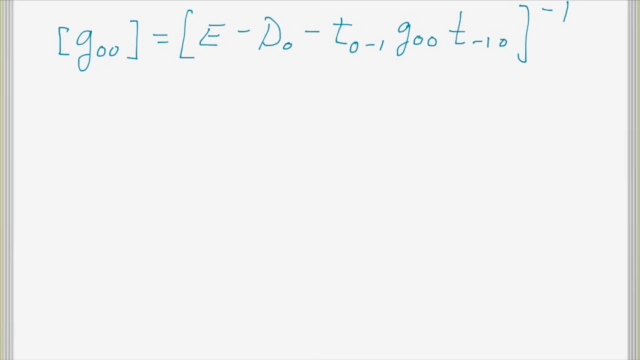 [g₀₀] = [E - D₀ - t₀₋₁ g₀₀ t₋₁₀]⁻¹